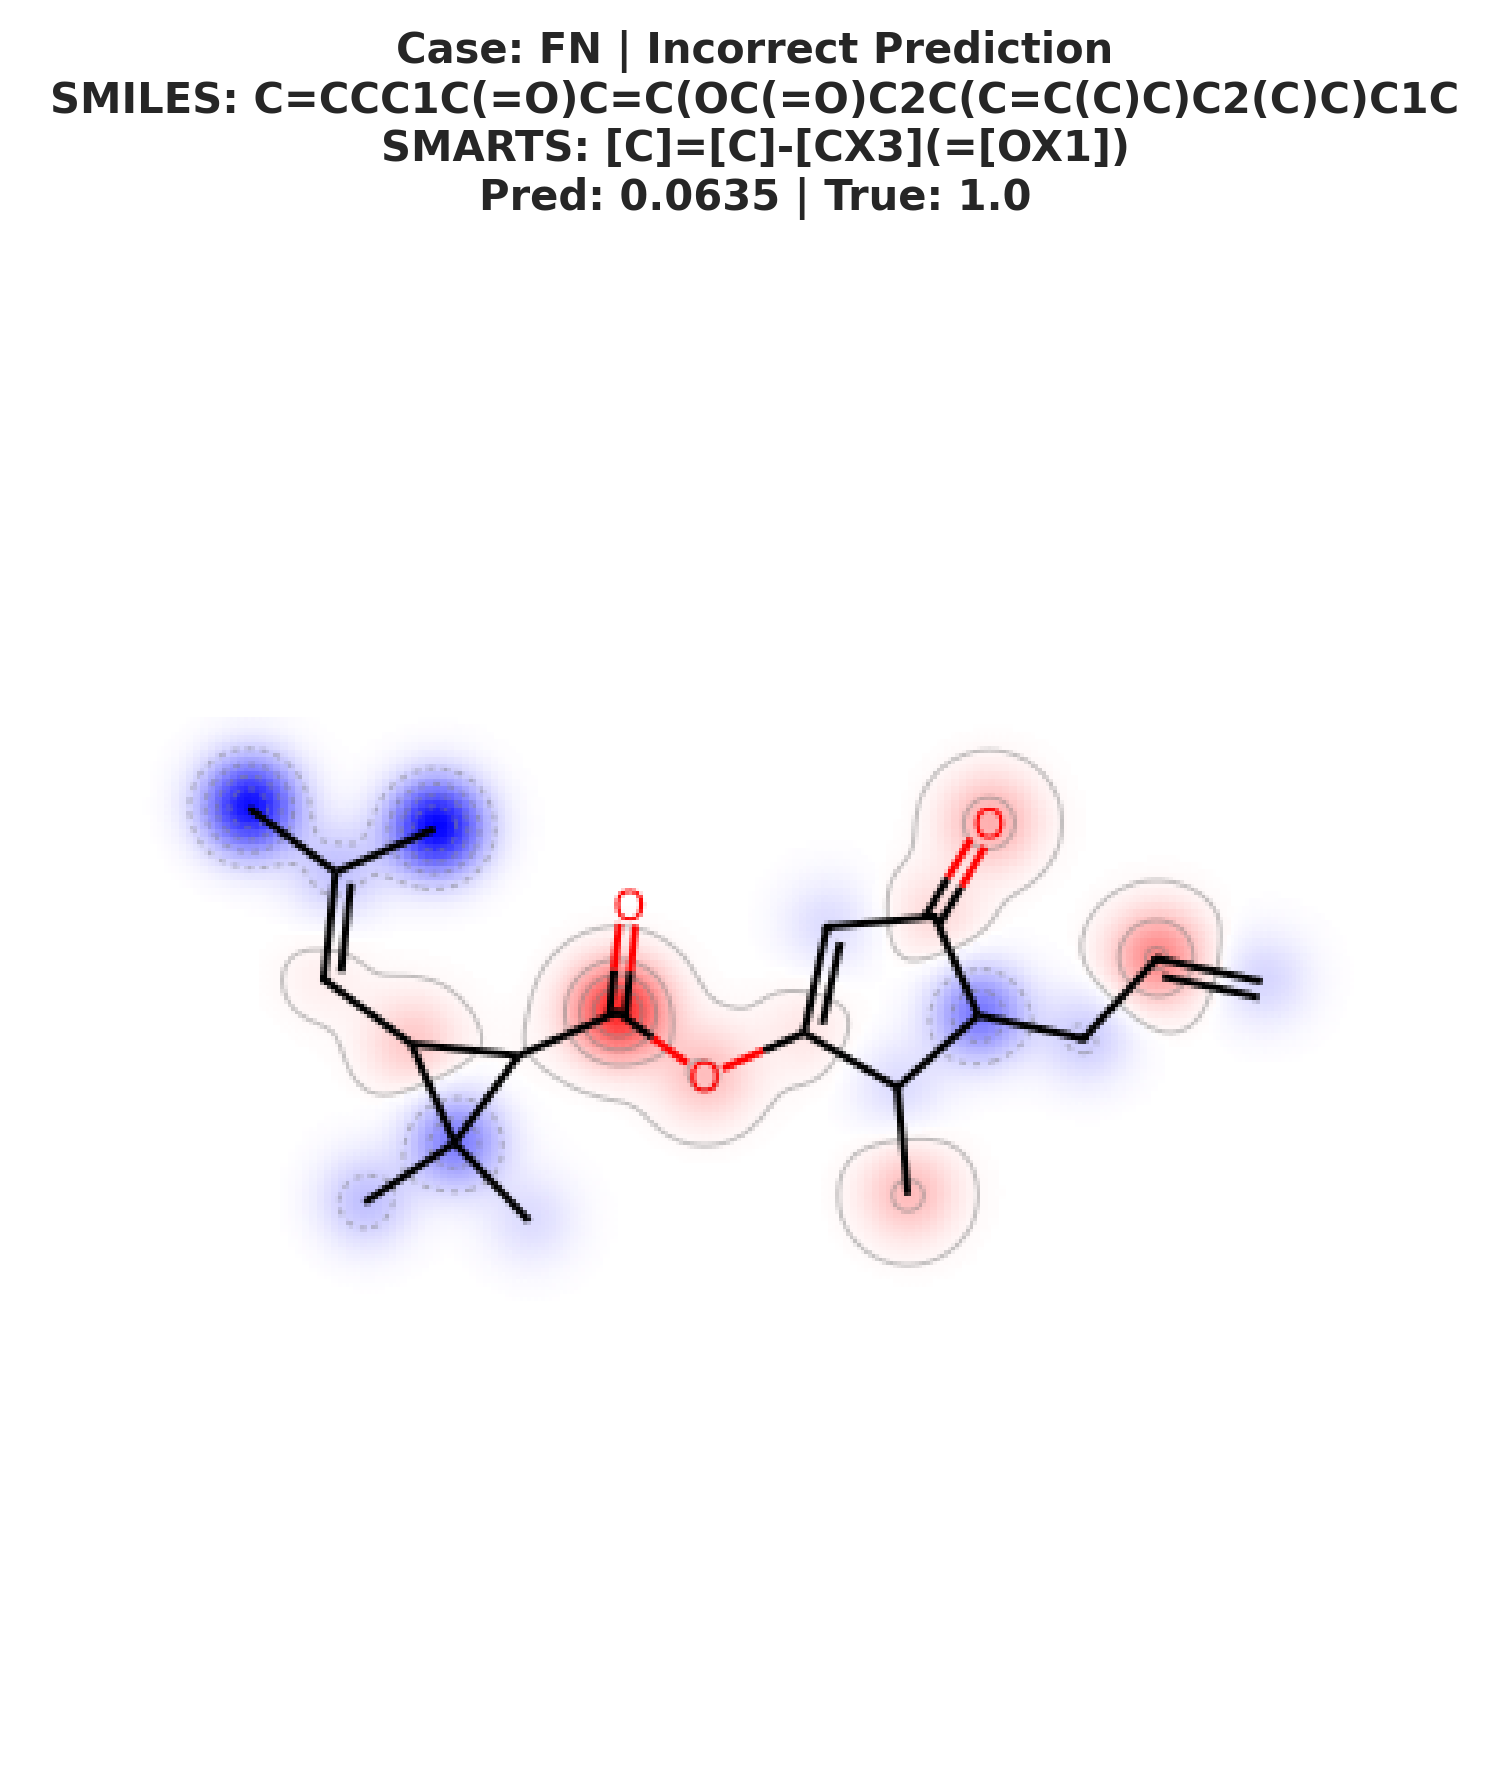 Case: FN | Incorrect Prediction
SMILES: C=CCC1C(=O)C=C(OC(=O)C2C(C=C(C)C)C2(C)C)C1C
SMARTS: [C]=[C]-[CX3](=[OX1])
Pred: 0.0635 | True: 1.0
O
O
O